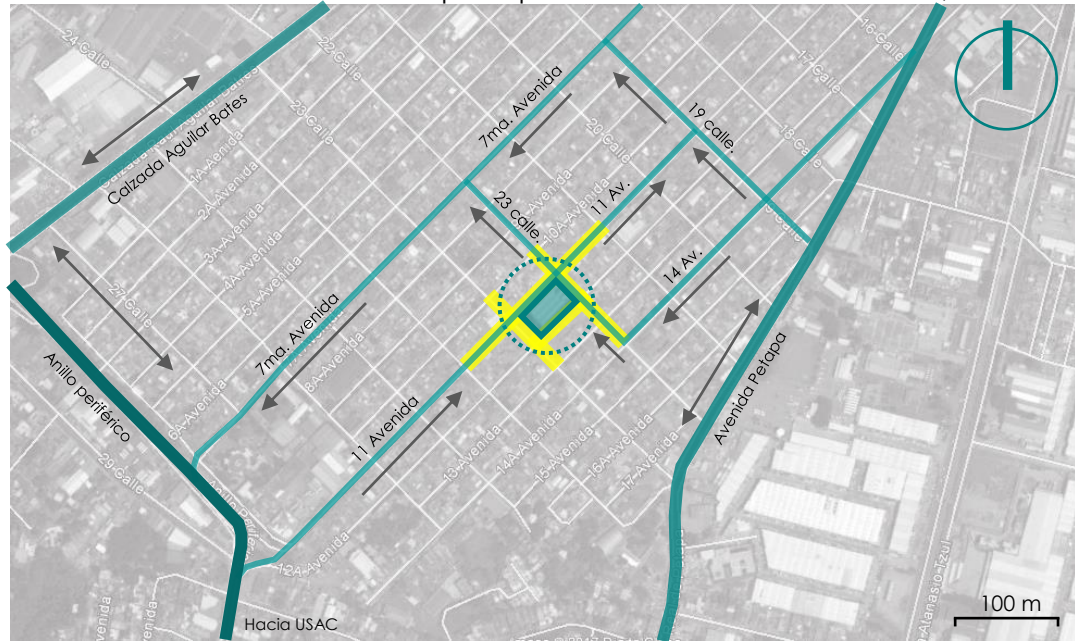 24 Calle
22 Calle
16 Calle
17 Calle
7ma. Avenida
Calzada Aguilar Bates
23 Calle
20 Calle
19 calle.
18 Calle
1A Avenida
2A Avenida
3A Avenida
4A Avenida
5A Avenida
23 calle.
10A Avenida
11 Av.
14 Av.
27 Calle
7ma. Avenida
8A Avenida
Avenida Petapa
Anillo periférico
6A Avenida
29 Calle
11 Avenida
13 Avenida
14A Avenida
15 Avenida
16A Avenida
17 Avenida
12A Avenida
Avenida
Atanasio Tzul
100 m
Hacia USAC